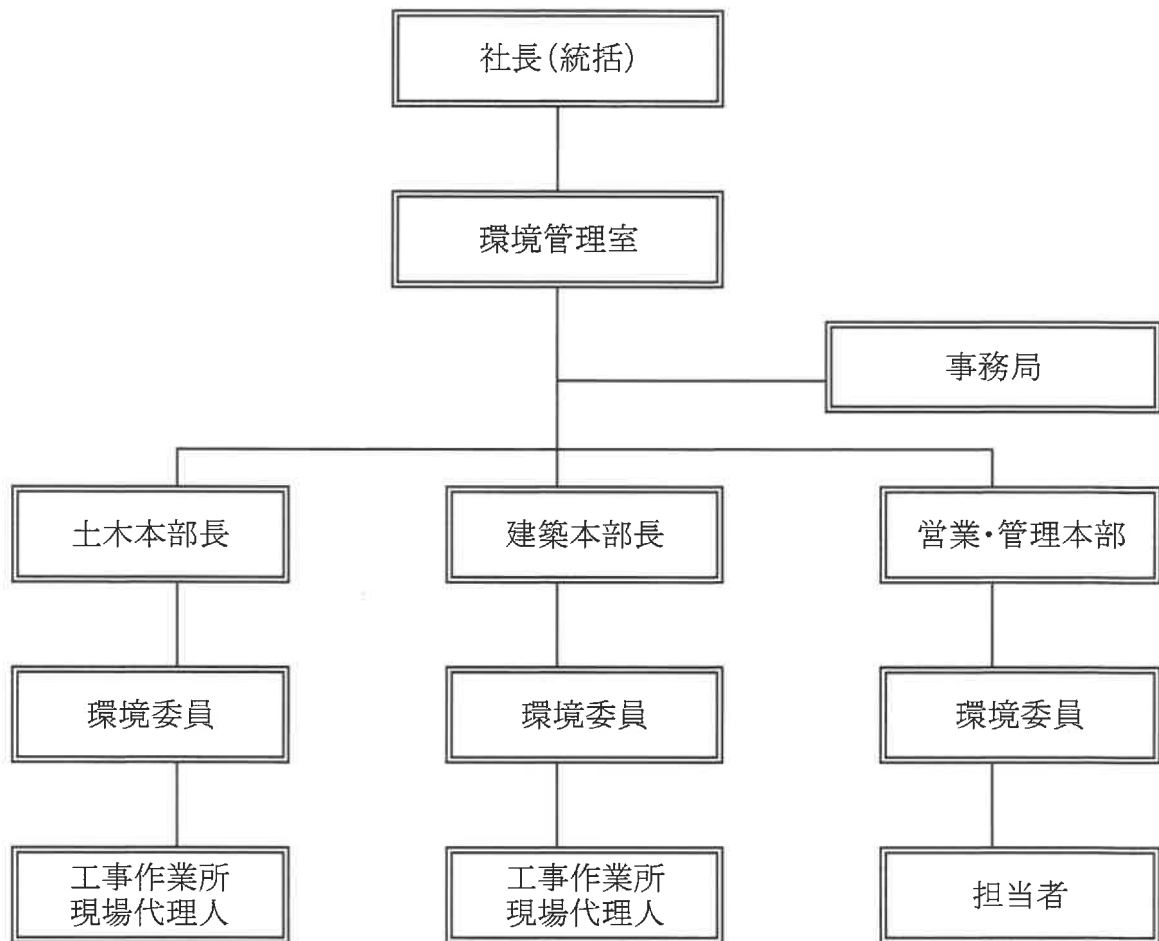 社長(統括)
環境管理室
事務局
土木本部長
建築本部長
営業・管理本部
環境委員
環境委員
環境委員
工事作業所
現場代理人
工事作業所
現場代理人
担当者